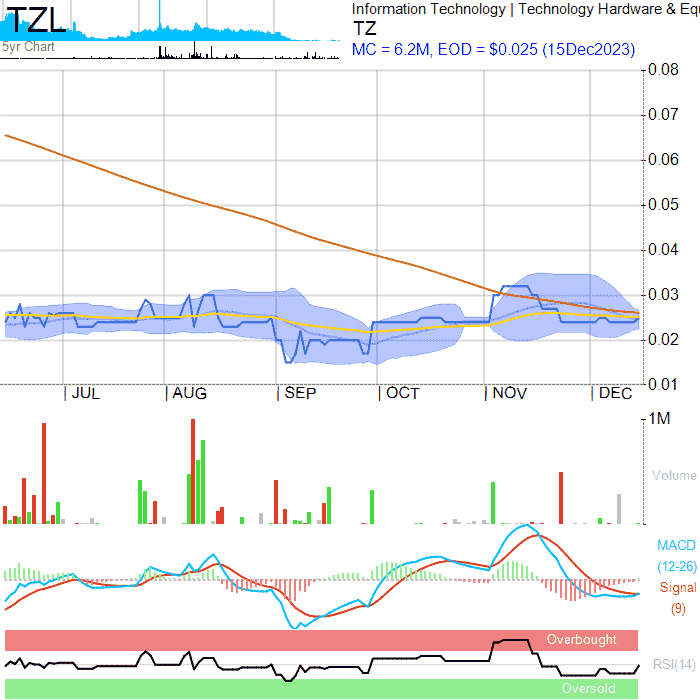 TZL
5yr Chart
Information Technology | Technology Hardware & Equ
TZ
MC = 6.2M, EOD = $0.025 (15Dec2023)
0.08
0.07
0.06
0.05
0.04
0.03
0.02
0.01
JUL
AUG
SEP
OCT
NOV
DEC
1M
Volume
MACD
(12-26)
Signal
(9)
Overbought
RSI(14)
Oversold